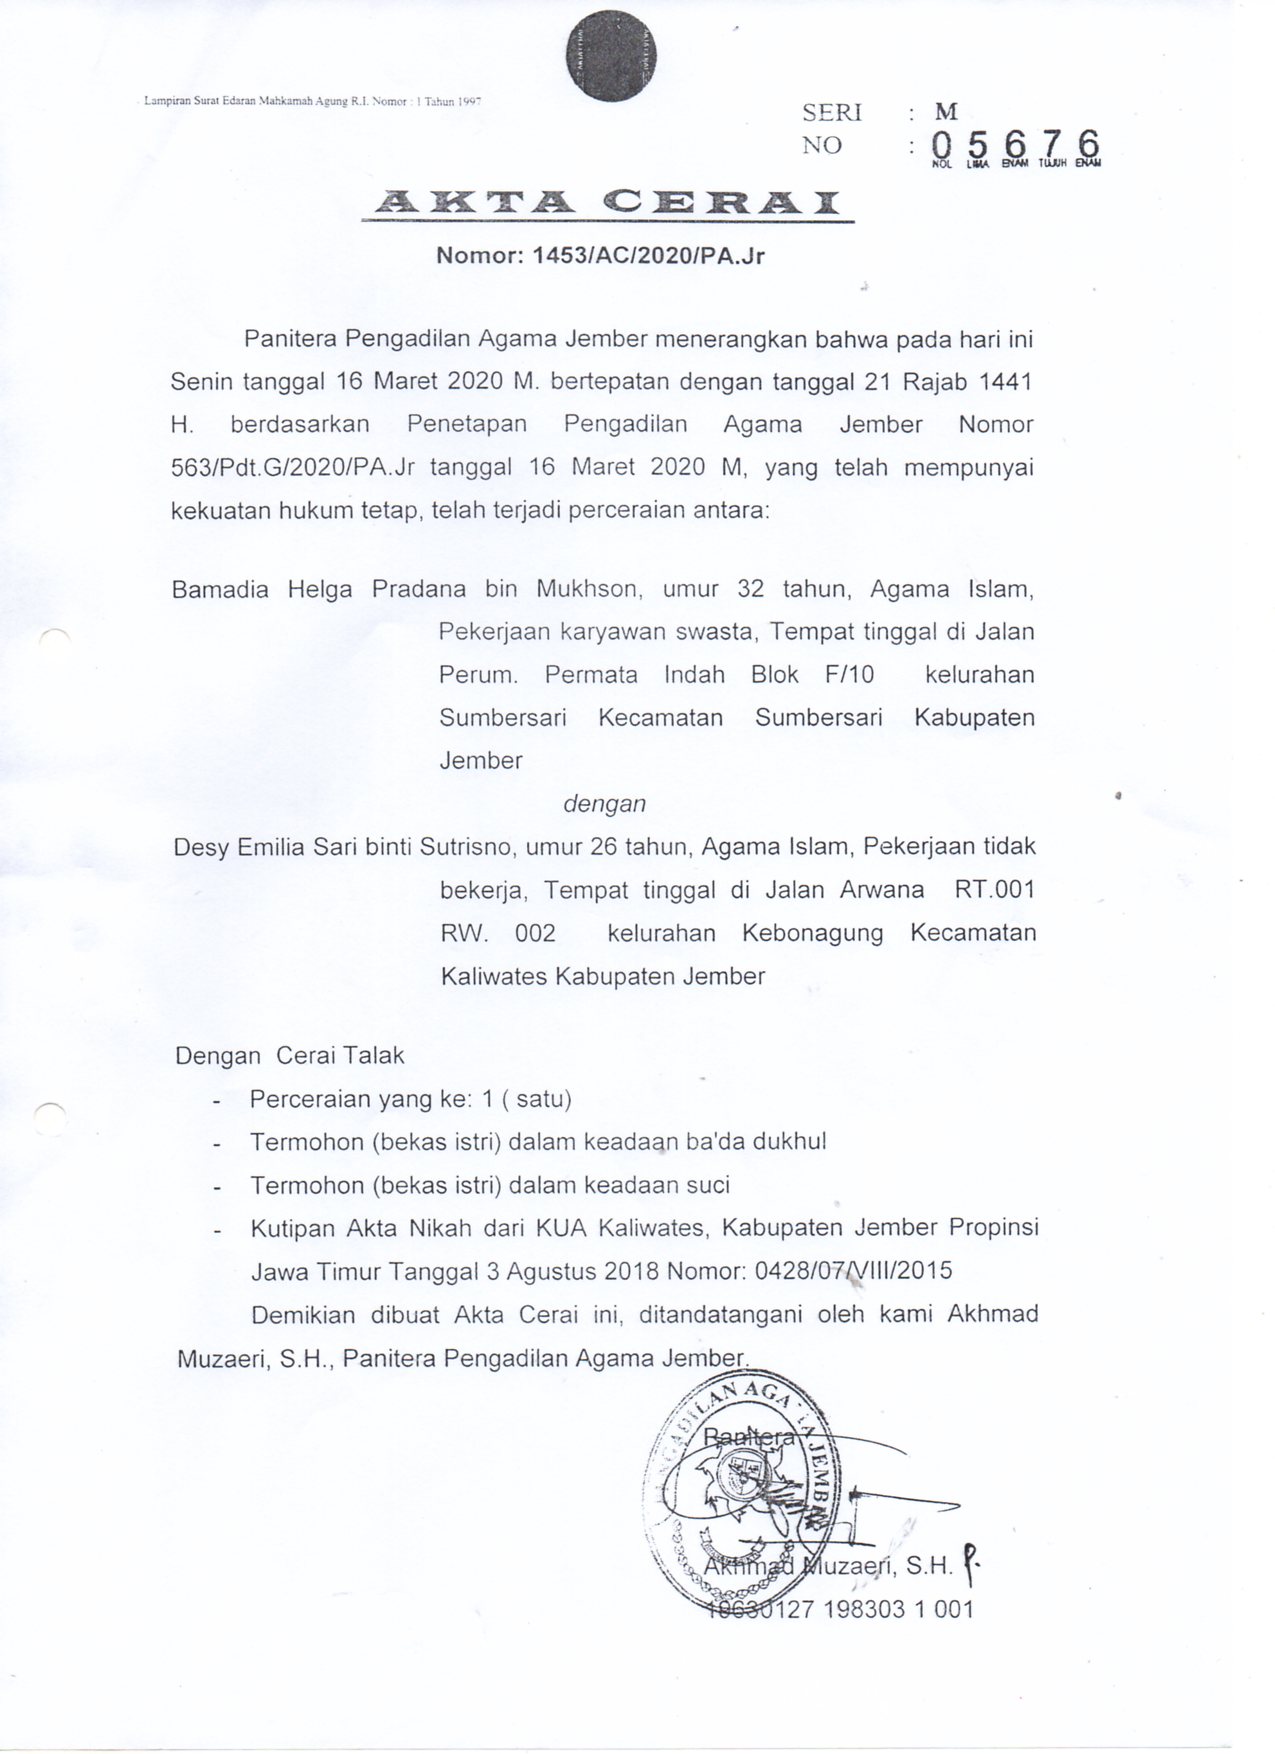 Lampiran Surat Edaran Mahkamah Agung R.I. Nomor : 1 Tahun 1997
SERI : M
NO : 0 5 6 7 6
NOL LIMA ENAM TUJUH ENAM
AKTA CERAI
Nomor: 1453/AC/2020/PA.Jr
Panitera Pengadilan Agama Jember menerangkan bahwa pada hari ini
Senin tanggal 16 Maret 2020 M. bertepatan dengan tanggal 21 Rajab 1441
H. berdasarkan Penetapan Pengadilan Agama Jember Nomor
563/Pdt.G/2020/PA.Jr tanggal 16 Maret 2020 M, yang telah mempunyai
kekuatan hukum tetap, telah terjadi perceraian antara:
Bamadia Helga Pradana bin Mukhson, umur 32 tahun, Agama Islam,
Pekerjaan karyawan swasta, Tempat tinggal di Jalan
Perum. Permata Indah Blok F/10 kelurahan
Sumbersari Kecamatan Sumbersari Kabupaten
Jember
dengan
Desy Emilia Sari binti Sutrisno, umur 26 tahun, Agama Islam, Pekerjaan tidak
bekerja, Tempat tinggal di Jalan Arwana RT.001
RW. 002 kelurahan Kebonagung Kecamatan
Kaliwates Kabupaten Jember
Dengan Cerai Talak
- Perceraian yang ke: 1 ( satu)
- Termohon (bekas istri) dalam keadaan ba'da dukhul
- Termohon (bekas istri) dalam keadaan suci
- Kutipan Akta Nikah dari KUA Kaliwates, Kabupaten Jember Propinsi
Jawa Timur Tanggal 3 Agustus 2018 Nomor: 0428/07/VIII/2015
Demikian dibuat Akta Cerai ini, ditandatangani oleh kami Akhmad
Muzaeri, S.H., Panitera Pengadilan Agama Jember.
PENGADILAN AGAMA JEMBER
Panitera
Akhmad Muzaeri, S.H.
19630127 198303 1 001